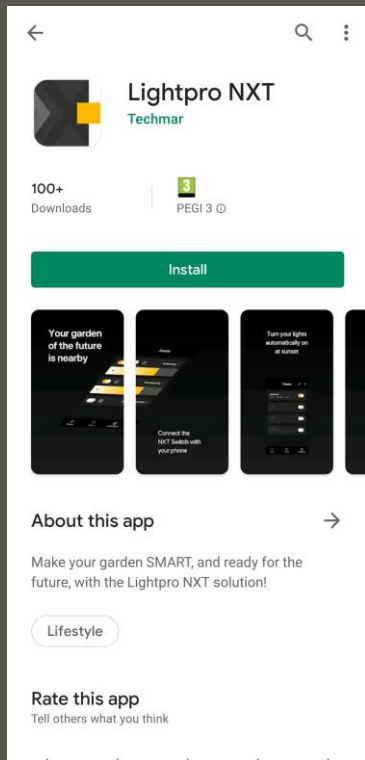 Lightpro NXT
Techmar
100+
Downloads
3
PEGI 3
Install
Your garden
of the future
is nearby
Connect the
NXT Switch with
your phone
Turn your lights
automatically on
at sunset
Timers
About this app
Make your garden SMART, and ready for the
future, with the Lightpro NXT solution!
Lifestyle
Rate this app
Tell others what you think